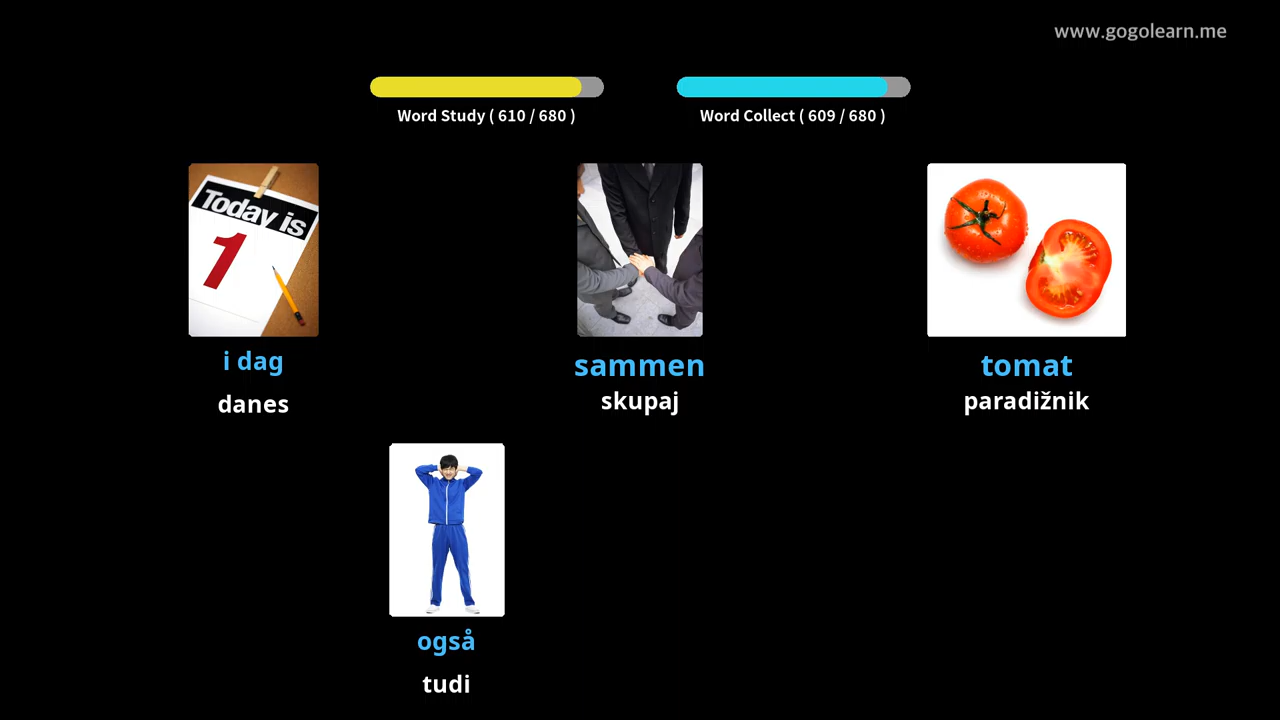 www.gogolearn.me
Word Study ( 610 / 680 )
Word Collect ( 609 / 680 )
Today is
1
i dag
danes
sammen
skupaj
tomat
paradižnik
også
tudi